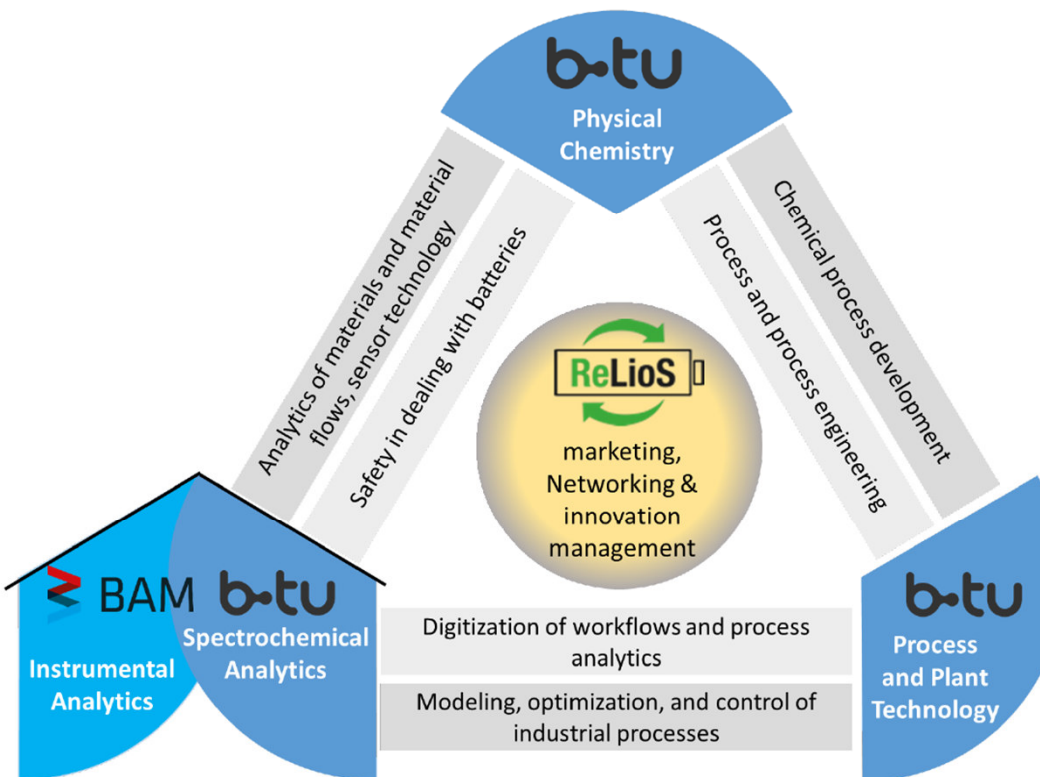 b-tu
Physical
Chemistry
Analytics of materials and material
flows, sensor technology
Safety in dealing with batteries
Process and process engineering
Chemical process development
ReLioS
marketing,
Networking &
innovation
management
BAM
Instrumental
Analytics
b-tu
Spectrochemical
Analytics
Digitization of workflows and process
analytics
Modeling, optimization, and control of
industrial processes
b-tu
Process
and Plant
Technology